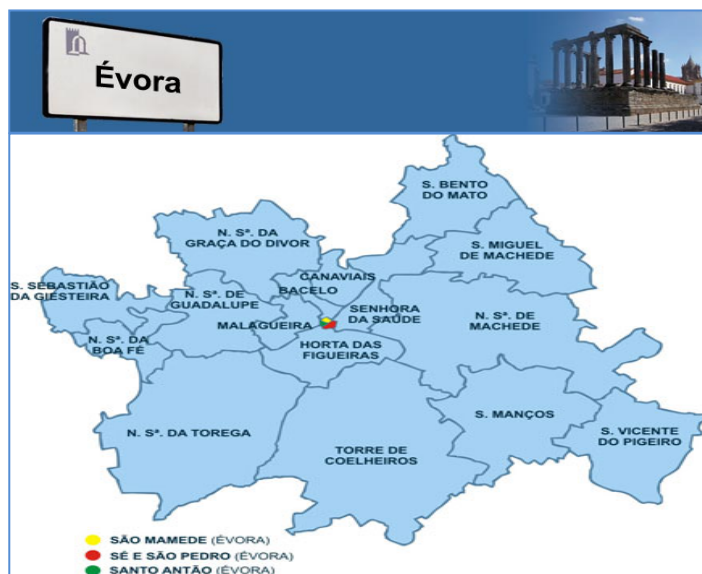 Évora
S. BENTO
DO MATO
N. Sª. DA
GRAÇA DO DIVOR
S. MIGUEL
DE MACHEDE
CANAVIAIS
BACELO
S. SEBASTIÃO
DA GIESTEIRA
N. Sª. DE
GUADALUPE
SENHORA
DA SAÚDE
N. Sª. DE
MACHEDE
MALAGUEIRA
N. Sª. DA
BOA FÉ
HORTA DAS
FIGUEIRAS
S. MANÇOS
N. Sª. DA TOREGA
S. VICENTE
DO PIGEIRO
TORRE DE
COELHEIROS
SÃO MAMEDE (ÉVORA)
SÉ E SÃO PEDRO (ÉVORA)
SANTO ANTÃO (ÉVORA)